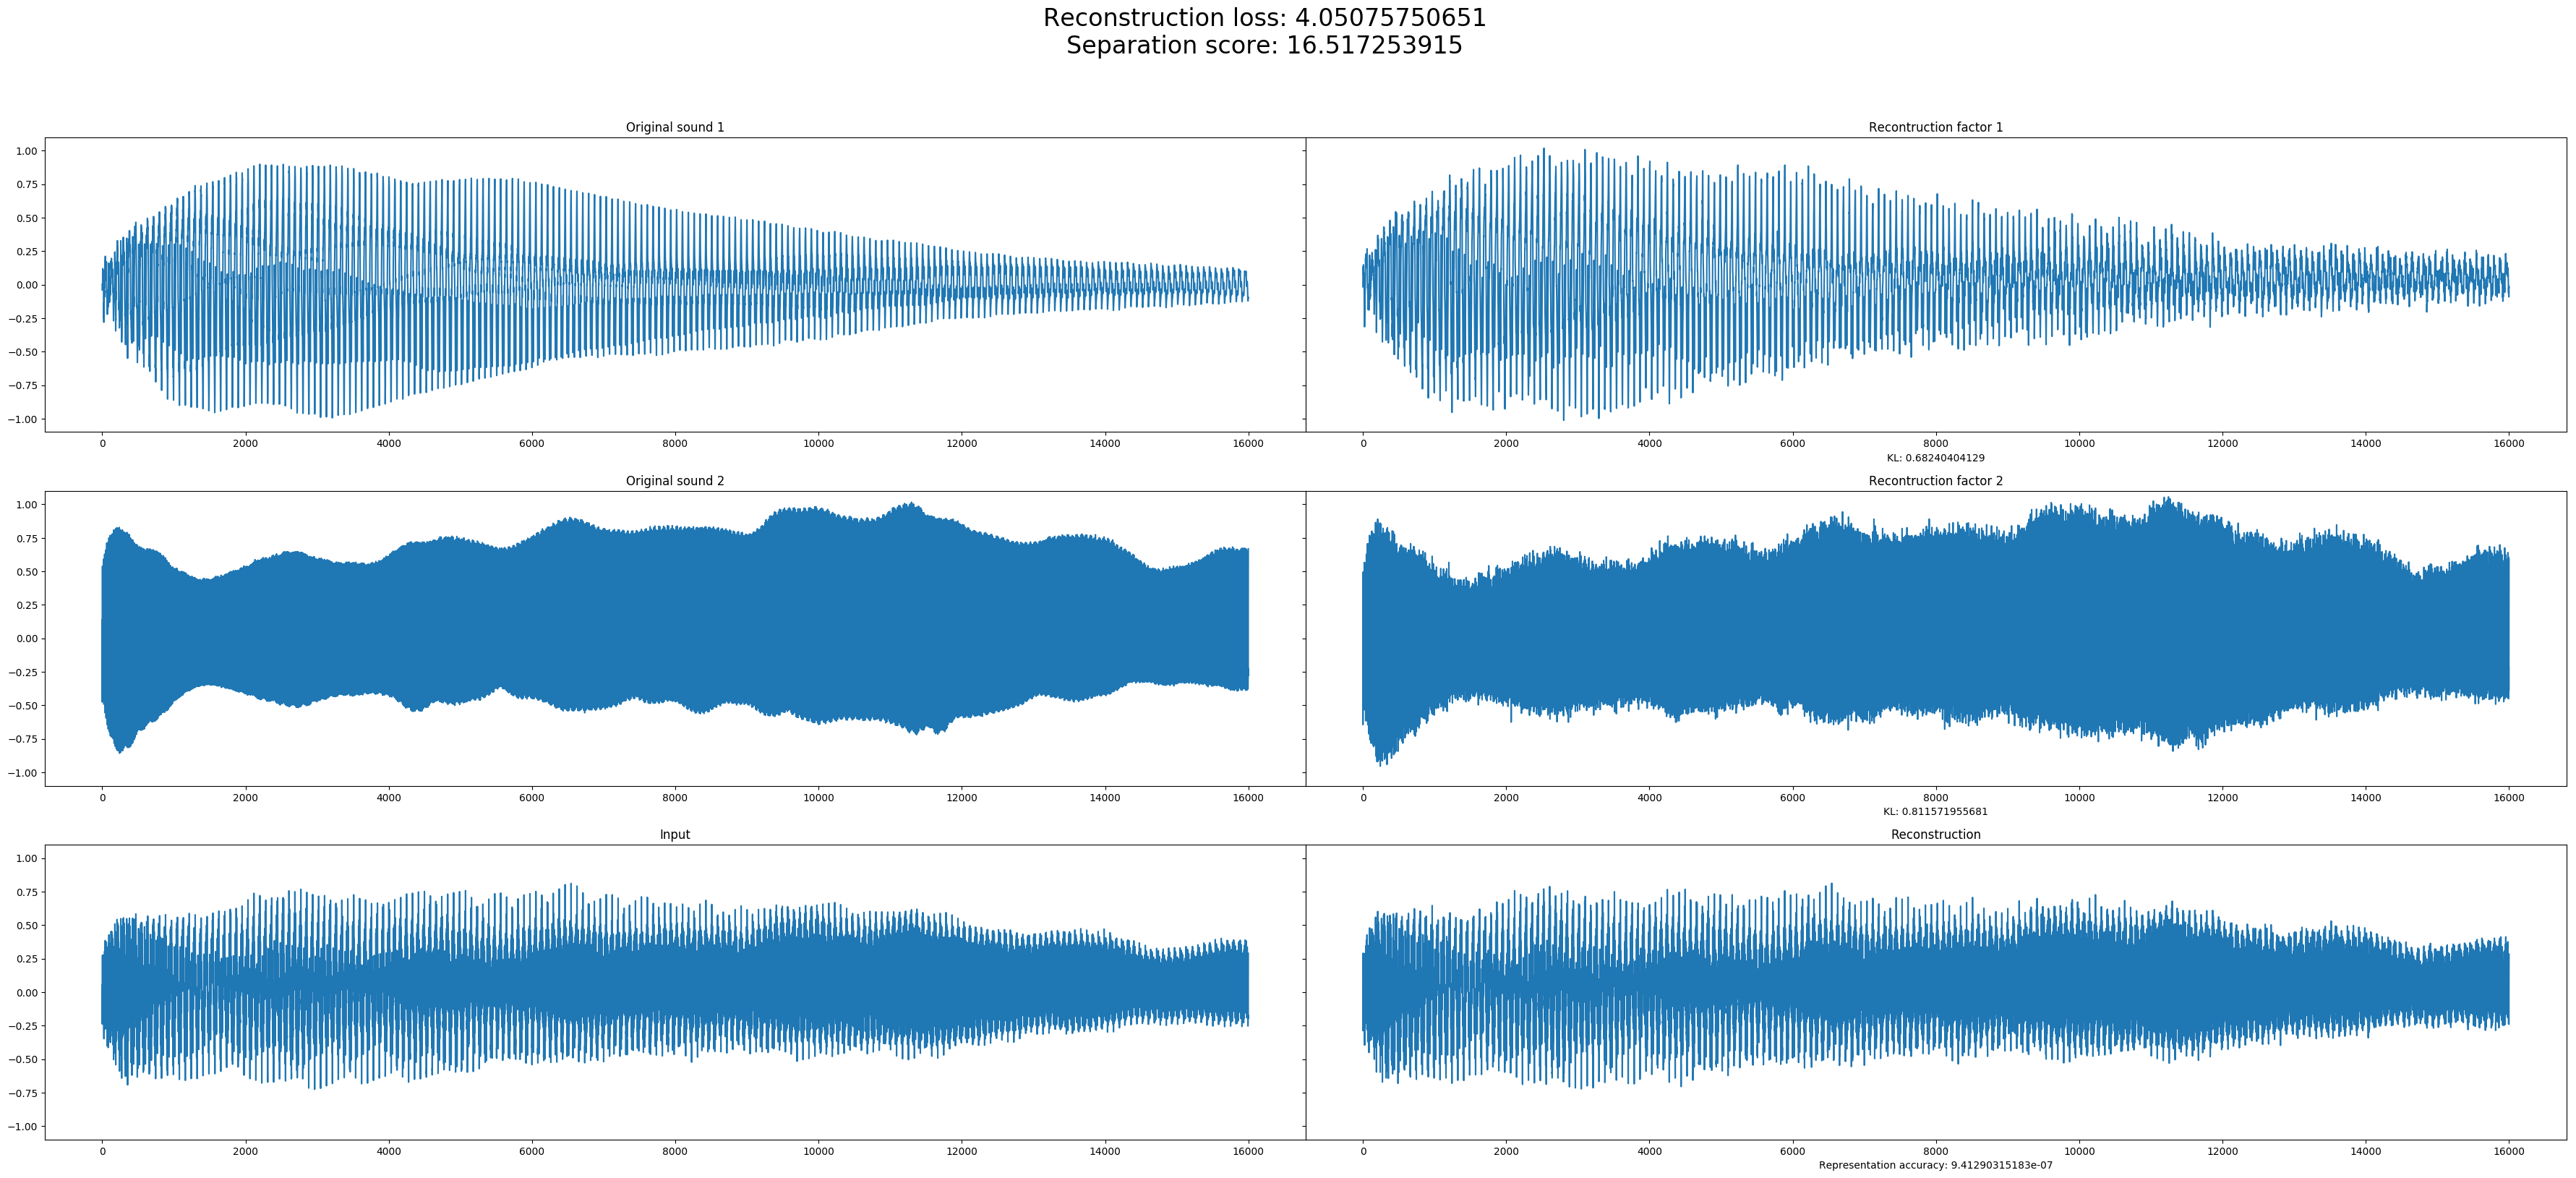 Reconstruction loss: 4.05075750651
Separation score: 16.517253915
Original sound 1
Recontruction factor 1
1.00
0.75
0.50
0.25
0.00
−0.25
−0.50
−0.75
−1.00
0 2000 4000 6000 8000 10000 12000 14000 16000
0 2000 4000 6000 8000 10000 12000 14000 16000
KL: 0.68240404129
Original sound 2
Recontruction factor 2
1.00
0.75
0.50
0.25
0.00
−0.25
−0.50
−0.75
−1.00
0 2000 4000 6000 8000 10000 12000 14000 16000
0 2000 4000 6000 8000 10000 12000 14000 16000
KL: 0.811571955681
Input
Reconstruction
1.00
0.75
0.50
0.25
0.00
−0.25
−0.50
−0.75
−1.00
0 2000 4000 6000 8000 10000 12000 14000 16000
0 2000 4000 6000 8000 10000 12000 14000 16000
Representation accuracy: 9.41290315183e-07